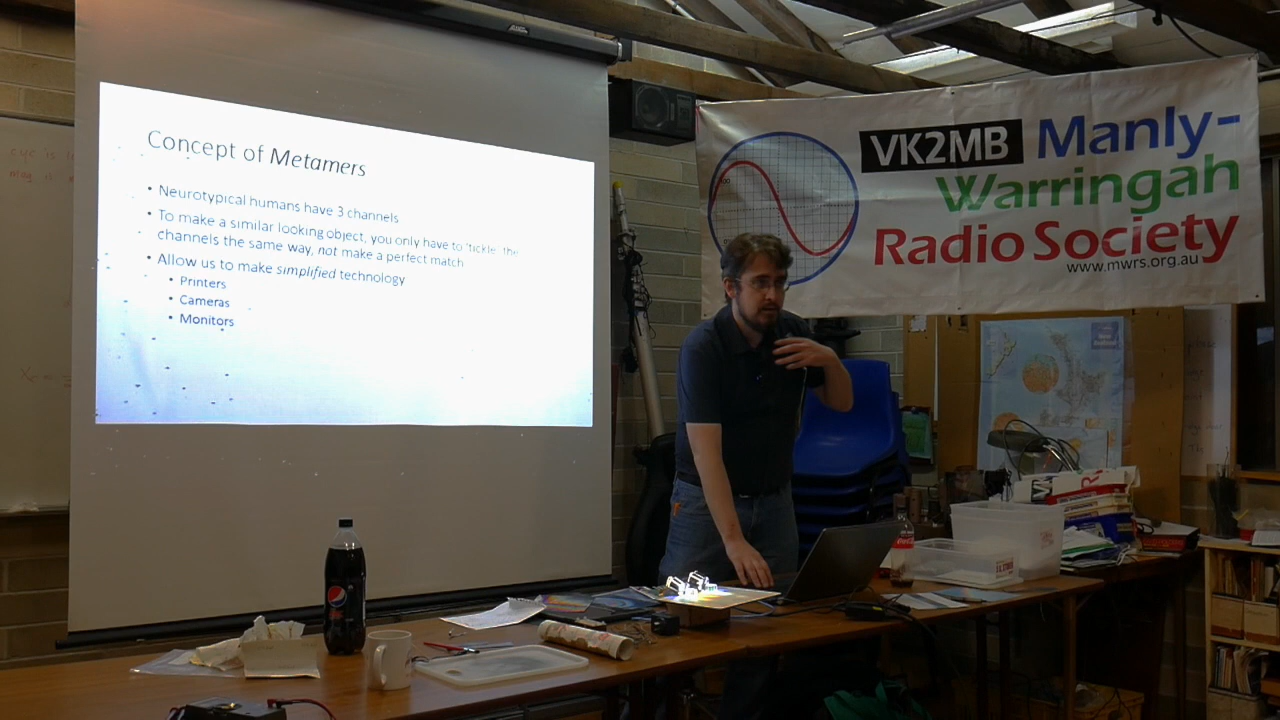 Concept of Metamers
• Neurotypical humans have 3 channels
• To make a similar looking object, you only have to 'tickle' the
channels the same way, not make a perfect match
• Allow us to make simplified technology
• Printers
• Cameras
• Monitors
VK2MB Manly-
Warringah
Radio Society
www.mwrs.org.au